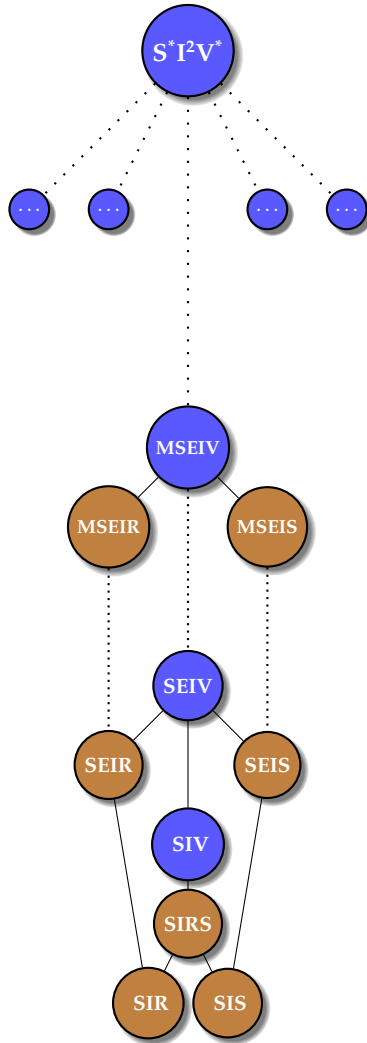 S*I²V*
... ... ... ...
MSEIV
MSEIR MSEIS
SEIV
SEIR SEIS
SIV
SIRS
SIR SIS